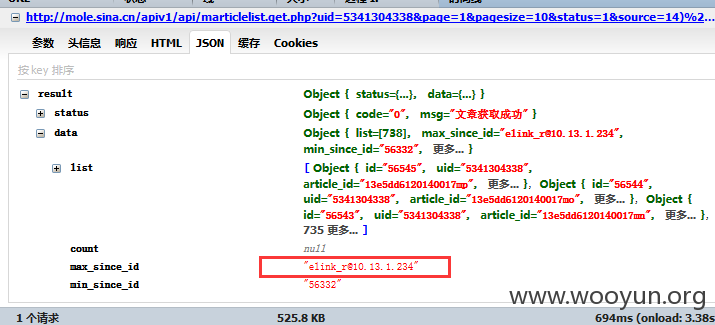 http://mole.sina.cn/apiv1/api/marticlelist.get.php?uid=5341304338&page=1&pagesize=10&status=1&source=14)%2...
参数 头信息 响应 HTML JSON 缓存 Cookies
按key 排序
result Object { status={...}, data={...} }
status Object { code="0", msg="文章获取成功" }
data Object { list=[738], max_since_id="elink_r@10.13.1.234",
min_since_id="56332", 更多... }
list [ Object { id="56545", uid="5341304338",
article_id="13e5dd6120140017mp", 更多... }, Object { id="56544",
uid="5341304338", article_id="13e5dd6120140017mo", 更多... }, Object {
id="56543", uid="5341304338", article_id="13e5dd6120140017mn", 更多... },
735 更多... ]
count null
max_since_id "elink_r@10.13.1.234"
min_since_id "56332"
www.wooyun.org
1 个请求 525.8 KB 694ms (onload: 3.38s